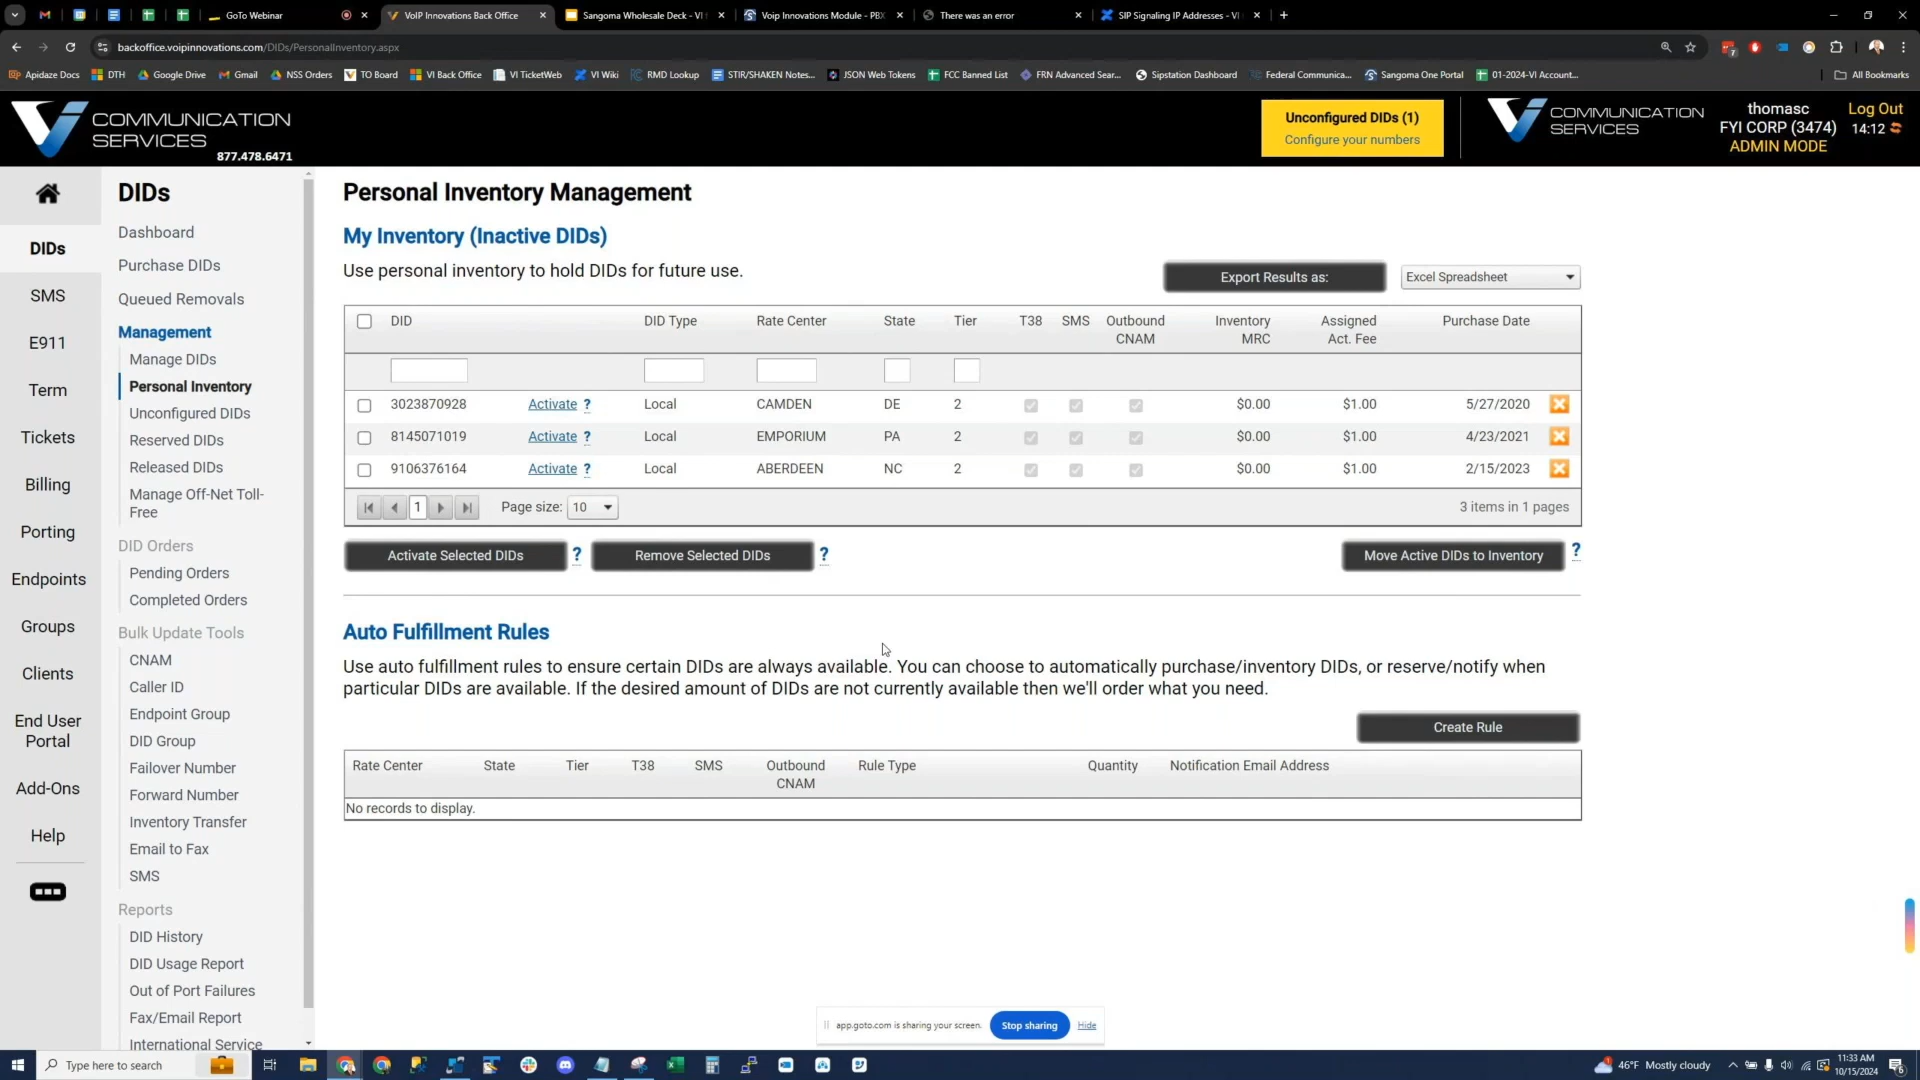 GoTo Webinar
VoIP Innovations Back Office
Sangoma Wholesale Deck - VI
Voip Innovations Module - PBX
There was an error
SIP Signaling IP Addresses - VI
backoffice.voipinnovations.com/DIDs/PersonalInventory.aspx
Apidaze Docs
DTH
Google Drive
Gmail
NSS Orders
TO Board
VI Back Office
VI TicketWeb
VI Wiki
RMD Lookup
STIR/SHAKEN Notes...
JSON Web Tokens
FCC Banned List
FRN Advanced Sear...
Sipstation Dashboard
Federal Communica...
Sangoma One Portal
01-2024-VI Account...
All Bookmarks
COMMUNICATION
SERVICES
877.478.6471
Unconfigured DIDs (1)
Configure your numbers
COMMUNICATION
SERVICES
thomasc
FYI CORP (3474)
ADMIN MODE
Log Out
14:12
DIDs
SMS
E911
Term
Tickets
Billing
Porting
Endpoints
Groups
Clients
End User
Portal
Add-Ons
Help
DIDs
Dashboard
Purchase DIDs
Queued Removals
Management
Manage DIDs
Personal Inventory
Unconfigured DIDs
Reserved DIDs
Released DIDs
Manage Off-Net Toll-
Free
DID Orders
Pending Orders
Completed Orders
Bulk Update Tools
CNAM
Caller ID
Endpoint Group
DID Group
Failover Number
Forward Number
Inventory Transfer
Email to Fax
SMS
Reports
DID History
DID Usage Report
Out of Port Failures
Fax/Email Report
International Service
Personal Inventory Management
My Inventory (Inactive DIDs)
Use personal inventory to hold DIDs for future use.
Export Results as:
Excel Spreadsheet
DID DID Type Rate Center State Tier T38 SMS Outbound CNAM Inventory MRC Assigned Act. Fee Purchase Date
3023870928 Activate ? Local CAMDEN DE 2 $0.00 $1.00 5/27/2020
8145071019 Activate ? Local EMPORIUM PA 2 $0.00 $1.00 4/23/2021
9106376164 Activate ? Local ABERDEEN NC 2 $0.00 $1.00 2/15/2023
1 Page size: 10 3 items in 1 pages
Activate Selected DIDs ? Remove Selected DIDs ? Move Active DIDs to Inventory ?
Auto Fulfillment Rules
Use auto fulfillment rules to ensure certain DIDs are always available. You can choose to automatically purchase/inventory DIDs, or reserve/notify when
particular DIDs are available. If the desired amount of DIDs are not currently available then we'll order what you need.
Create Rule
Rate Center State Tier T38 SMS Outbound CNAM Rule Type Quantity Notification Email Address
No records to display.
app.goto.com is sharing your screen.
Stop sharing
Hide
Type here to search
46°F Mostly cloudy
11:33 AM
10/15/2024